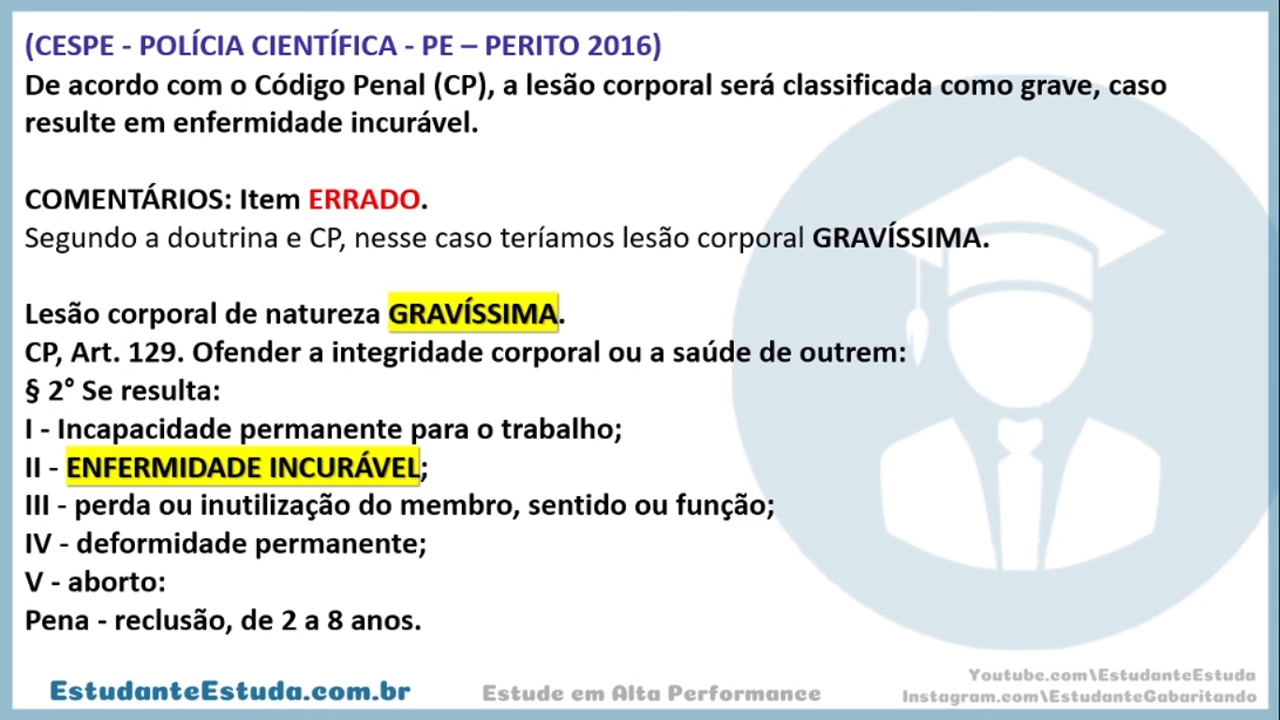 (CESPE - POLÍCIA CIENTÍFICA - PE – PERITO 2016)
De acordo com o Código Penal (CP), a lesão corporal será classificada como grave, caso
resulte em enfermidade incurável.
COMENTÁRIOS: Item ERRADO.
Segundo a doutrina e CP, nesse caso teríamos lesão corporal GRAVÍSSIMA.
Lesão corporal de natureza GRAVÍSSIMA.
CP, Art. 129. Ofender a integridade corporal ou a saúde de outrem:
§ 2° Se resulta:
I - Incapacidade permanente para o trabalho;
II - ENFERMIDADE INCURÁVEL;
III - perda ou inutilização do membro, sentido ou função;
IV - deformidade permanente;
V - aborto:
Pena - reclusão, de 2 a 8 anos.
EstudanteEstuda.com.br
Estude em Alta Performance
Youtube.com\EstudanteEstuda
Instagram.com\EstudanteGabaritando